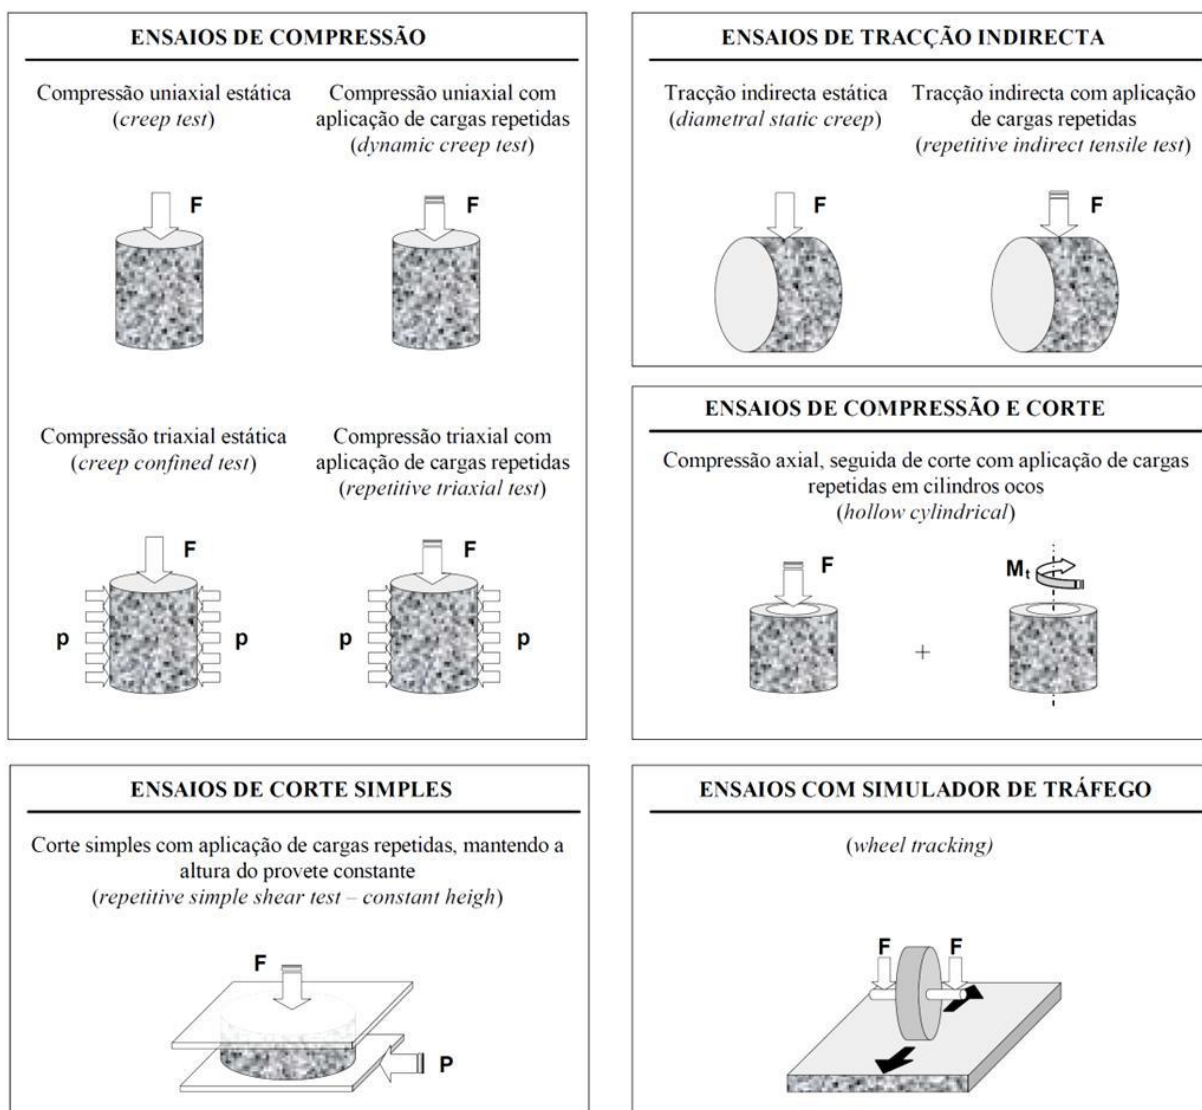 ENSAIOS DE COMPRESSÃO
Compressão uniaxial estática
(creep test)
Compressão uniaxial com
aplicação de cargas repetidas
(dynamic creep test)
F
F
Compressão triaxial estática
(creep confined test)
Compressão triaxial com
aplicação de cargas repetidas
(repetitive triaxial test)
F
p
p
F
p
p
ENSAIOS DE TRACÇÃO INDIRECTA
Tracção indirecta estática
(diametral static creep)
Tracção indirecta com aplicação
de cargas repetidas
(repetitive indirect tensile test)
F
F
ENSAIOS DE COMPRESSÃO E CORTE
Compressão axial, seguida de corte com aplicação de cargas
repetidas em cilindros ocos
(hollow cylindrical)
F
+
Mt
ENSAIOS DE CORTE SIMPLES
Corte simples com aplicação de cargas repetidas, mantendo a
altura do provete constante
(repetitive simple shear test – constant heigh)
F
P
ENSAIOS COM SIMULADOR DE TRÁFEGO
(wheel tracking)
F
F